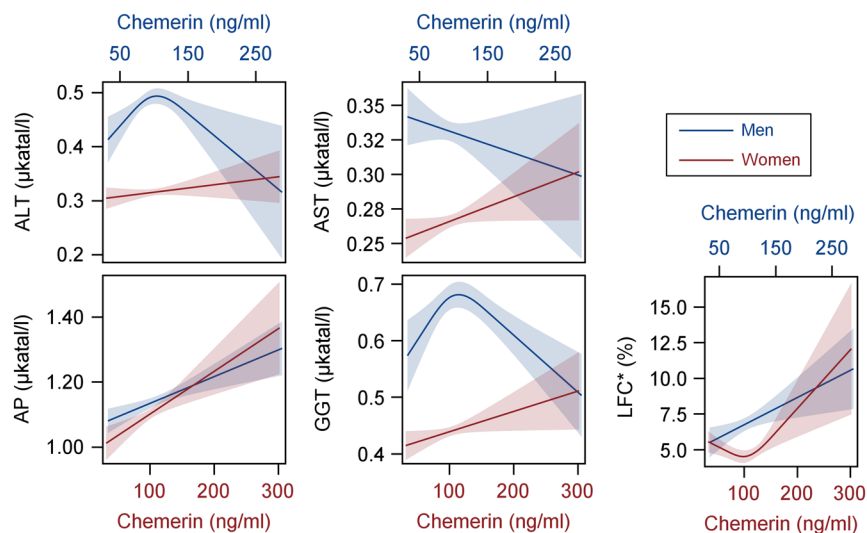 Chemerin (ng/ml)
50 150 250
Chemerin (ng/ml)
50 150 250
ALT (µkatal/l)
0.5
0.4
0.3
0.2
AST (µkatal/l)
0.35
0.32
0.30
0.28
0.25
Men
Women
AP (µkatal/l)
1.40
1.20
1.00
100 200 300
Chemerin (ng/ml)
GGT (µkatal/l)
0.7
0.6
0.5
0.4
100 200 300
Chemerin (ng/ml)
Chemerin (ng/ml)
50 150 250
LFC* (%)
15.0
12.5
10.0
7.5
5.0
100 200 300
Chemerin (ng/ml)